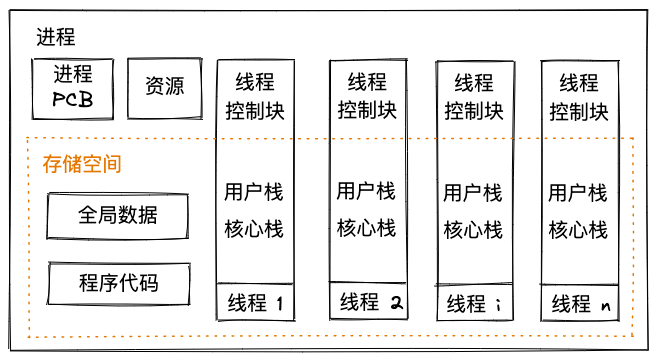 进程
进程
PCB
资源
线程
控制块
线程
控制块
线程
控制块
线程
控制块
存储空间
全局数据
程序代码
用户栈
核心栈
用户栈
核心栈
用户栈
核心栈
用户栈
核心栈
线程 1
线程 2
线程 i
线程 n